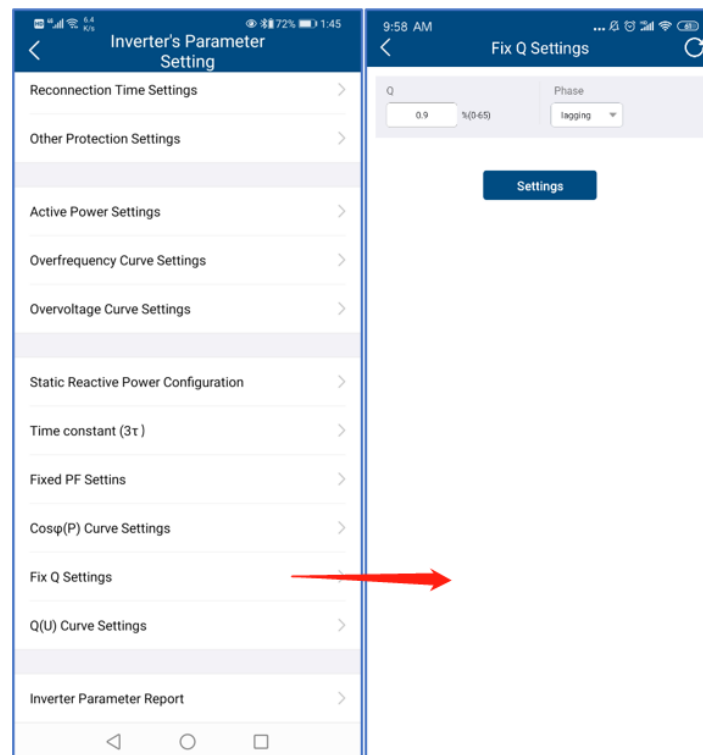 HD 4G 6.4 K/s 72% 1:45
Inverter's Parameter
Setting
Reconnection Time Settings
Other Protection Settings
Active Power Settings
Overfrequency Curve Settings
Overvoltage Curve Settings
Static Reactive Power Configuration
Time constant (3τ)
Fixed PF Settins
Cosφ(P) Curve Settings
Fix Q Settings
Q(U) Curve Settings
Inverter Parameter Report
9:58 AM
Fix Q Settings
Q
Phase
0.9 %(0-65)
lagging
Settings